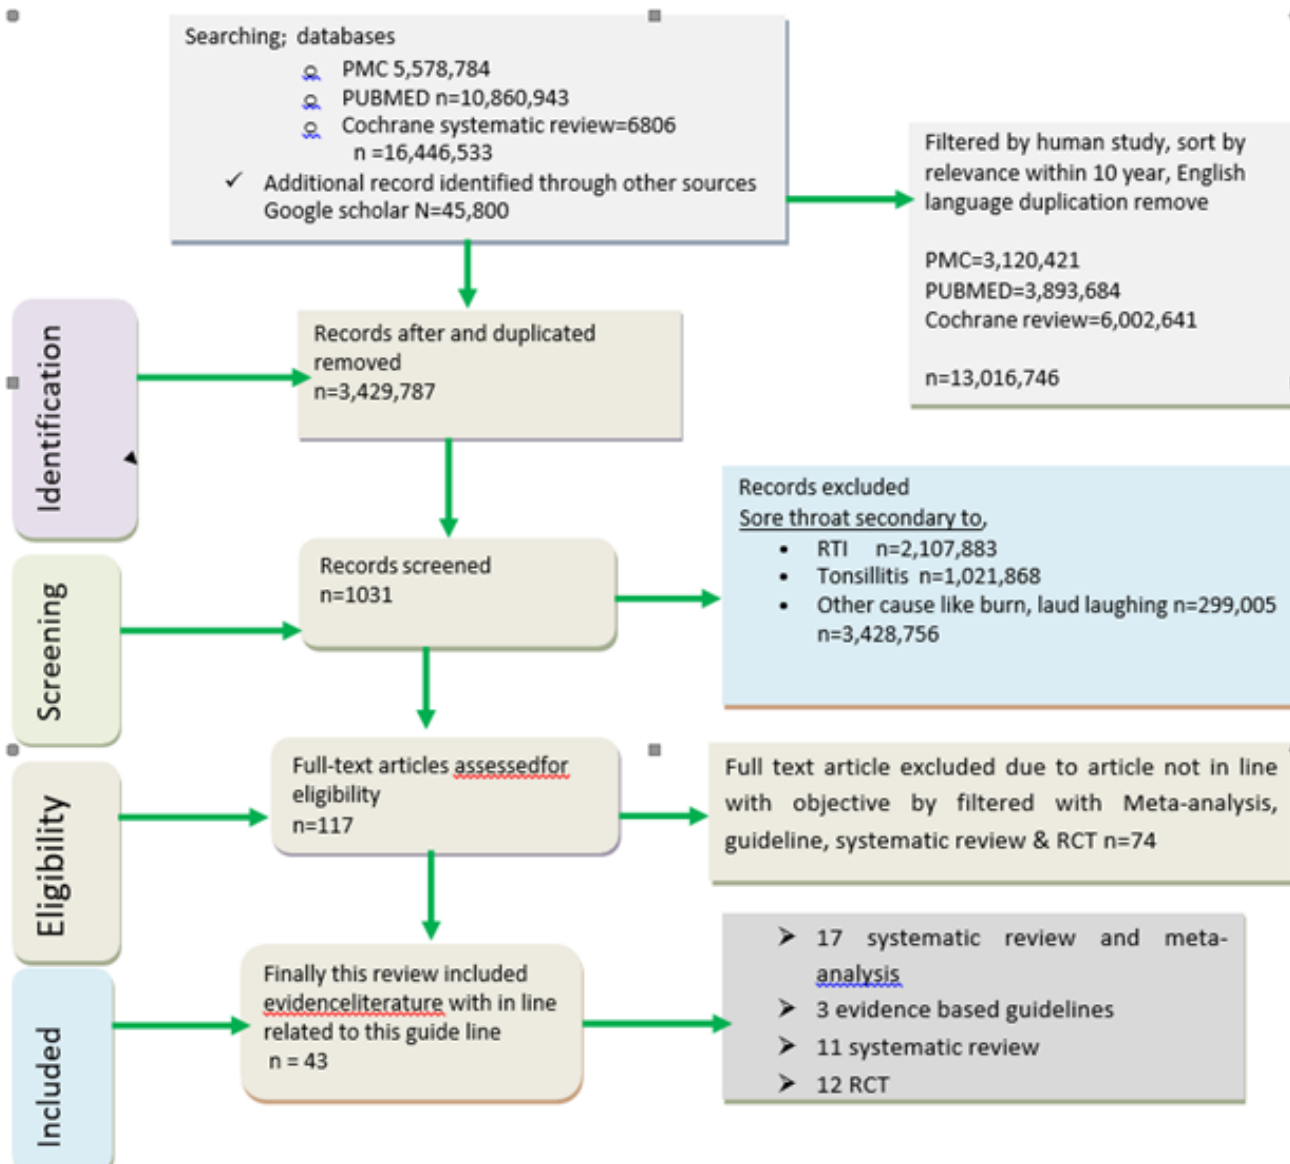 Searching; databases
PMC 5,578,784
PUBMED n=10,860,943
Cochrane systematic review=6806
n =16,446,533
✓ Additional record identified through other sources
Google scholar N=45,800
Filtered by human study, sort by
relevance within 10 year, English
language duplication remove
PMC=3,120,421
PUBMED=3,893,684
Cochrane review=6,002,641
n=13,016,746
Identification
Records after and duplicated
removed
n=3,429,787
Records excluded
Sore throat secondary to,
• RTI n=2,107,883
• Tonsillitis n=1,021,868
• Other cause like burn, laud laughing n=299,005
n=3,428,756
Screening
Records screened
n=1031
Eligibility
Full-text articles assessedfor
eligibility
n=117
Full text article excluded due to article not in line
with objective by filtered with Meta-analysis,
guideline, systematic review & RCT n=74
Included
Finally this review included
evidenceliterature with in line
related to this guide line
n = 43
➢ 17 systematic review and meta-
analysis
➢ 3 evidence based guidelines
➢ 11 systematic review
➢ 12 RCT